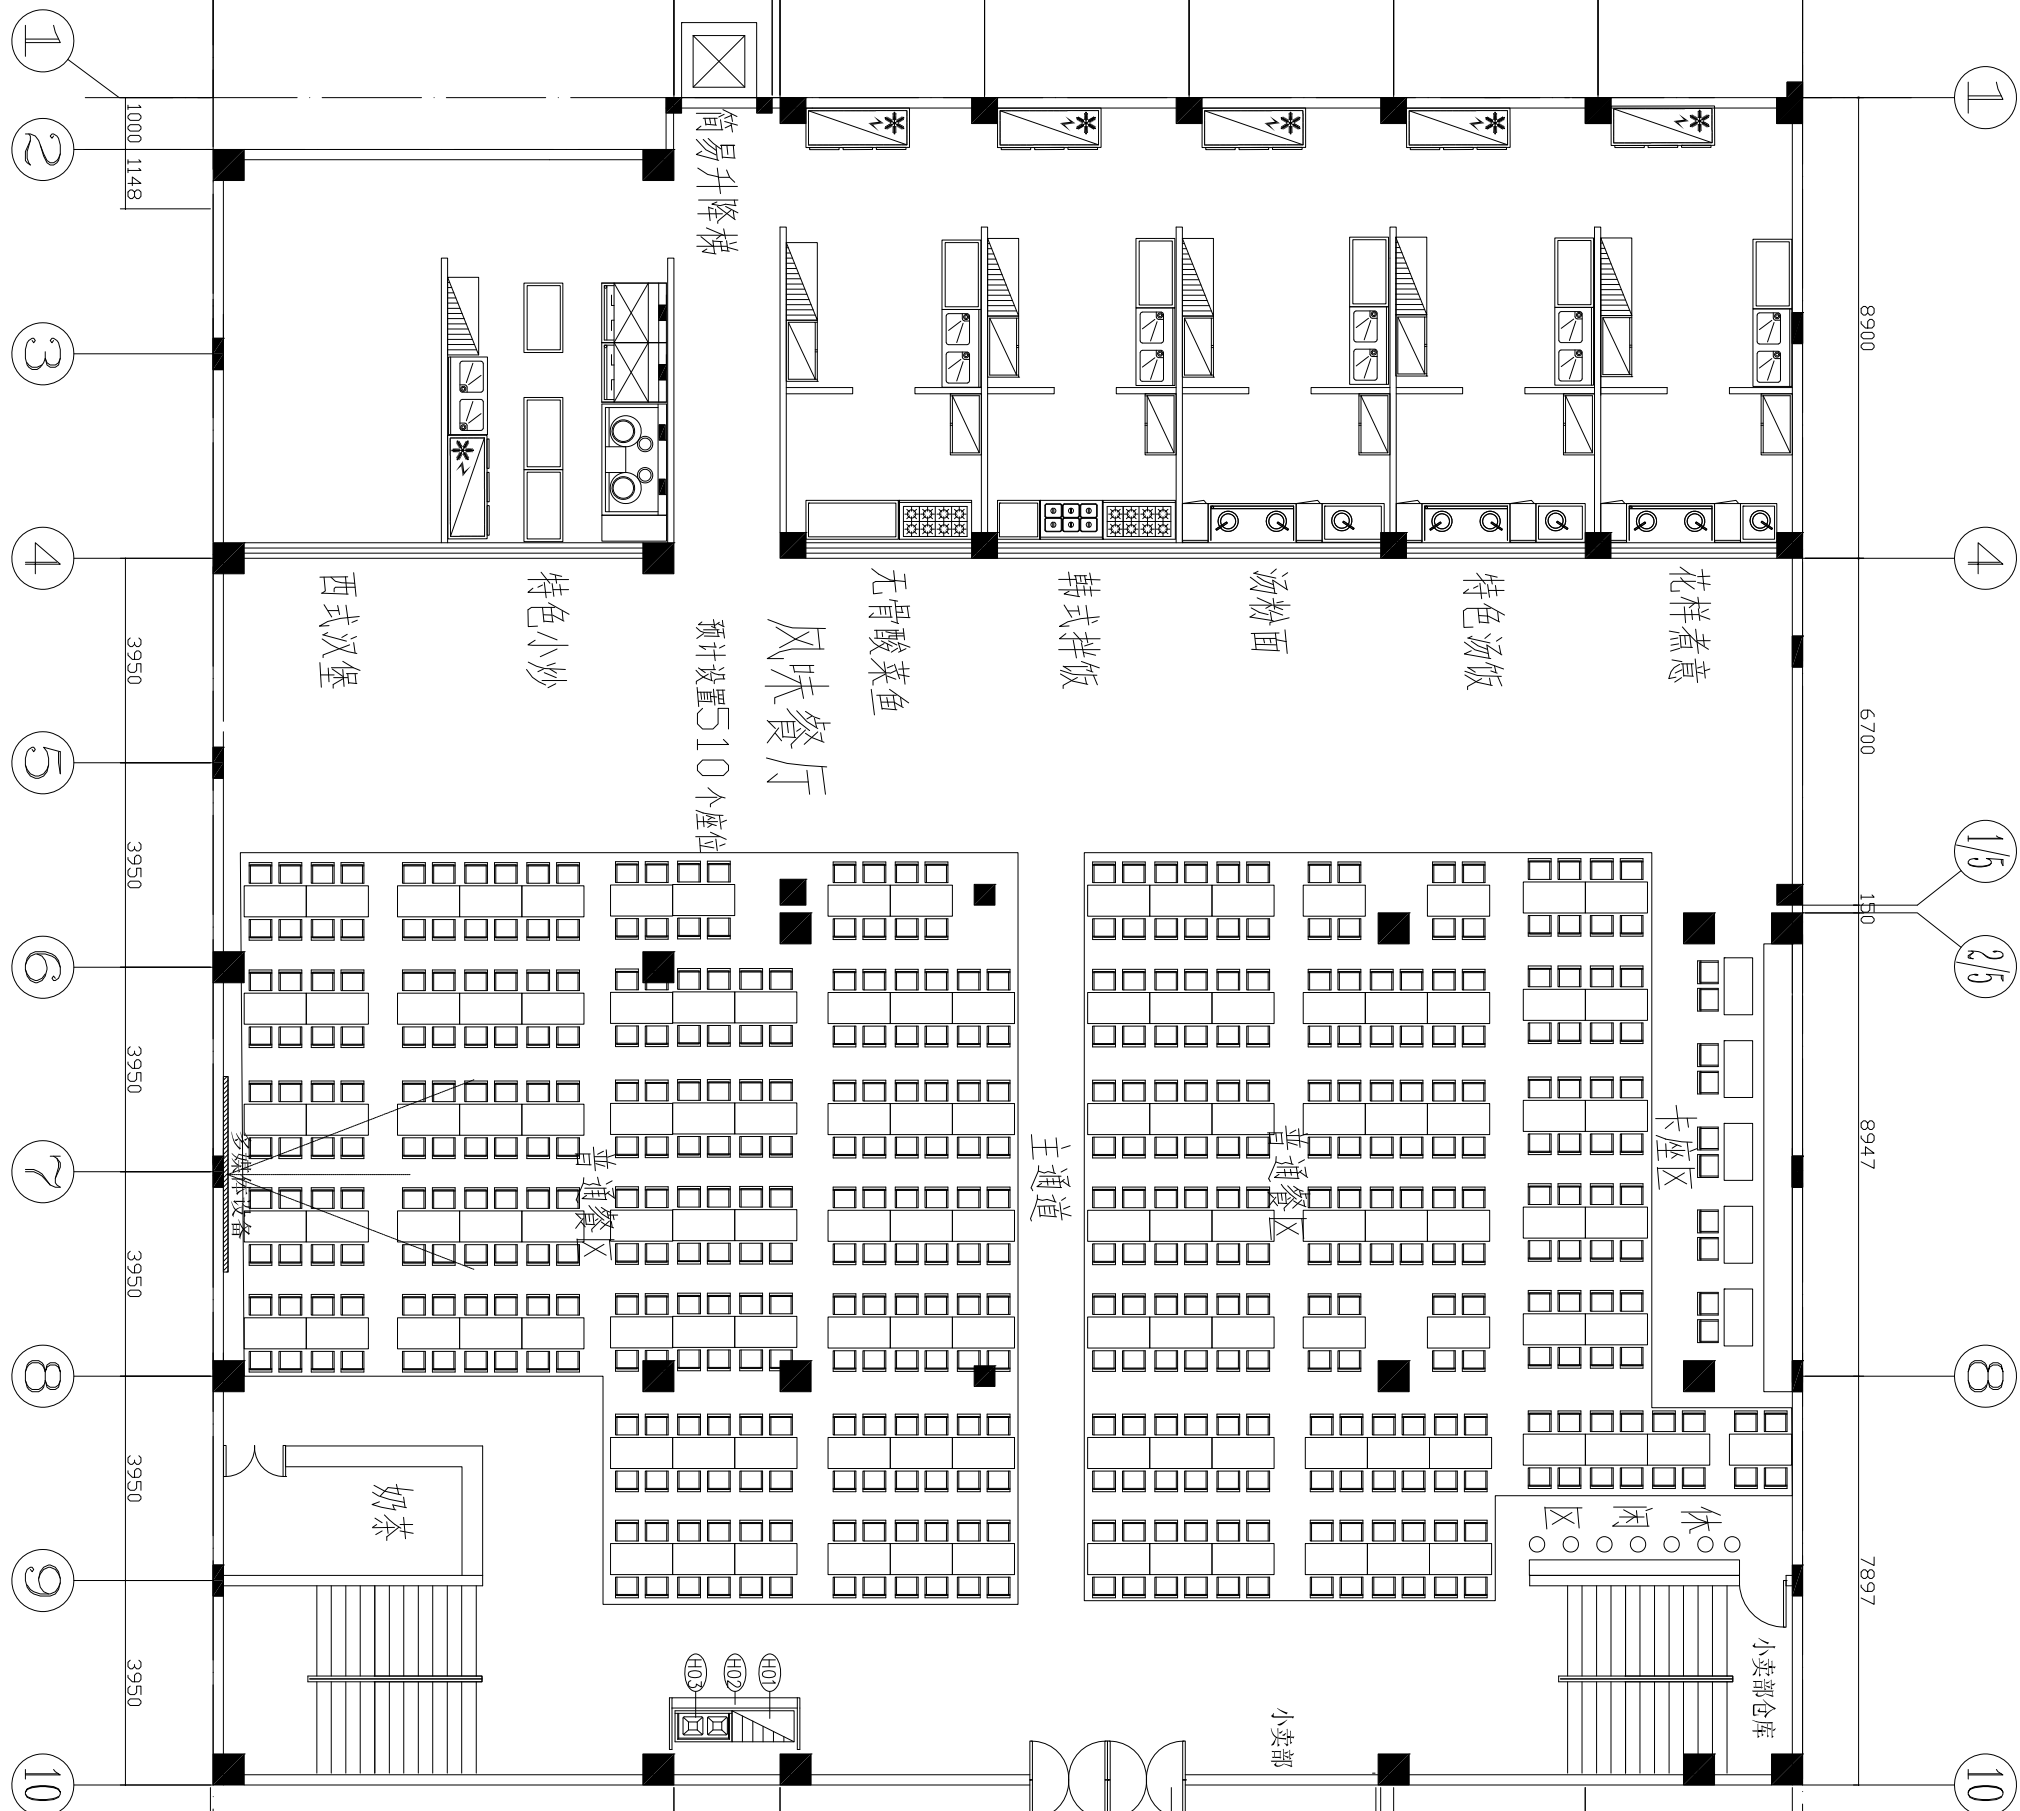 1
2
3
4
5
6
7
8
9
10
1000
1148
3950
3950
3950
3950
3950
3950
简易升降梯
西式汉堡
特色小炒
无骨酸菜鱼
韩式拌饭
汤粉面
特色汤饭
花样煮意
风味餐厅
预计设置510个座位
多媒体设备
普通餐区
主通道
普通餐区
卡座区
奶茶
休闲区
H03
H02
H01
小卖部
小卖部仓库
1
4
1/5
2/5
8
10
8900
6700
150
8947
7897